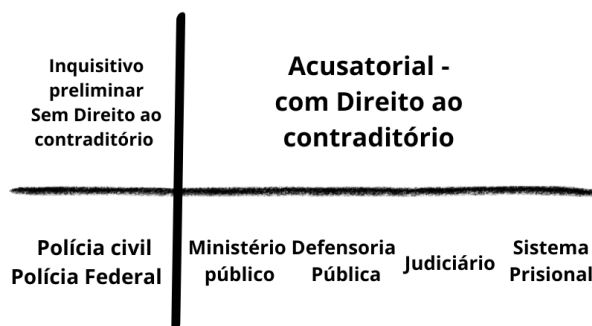 Inquisitivo
preliminar
Sem Direito ao
contraditório
Acusatorial -
com Direito ao
contraditório
Polícia civil
Polícia Federal
Ministério
público
Defensoria
Pública
Judiciário
Sistema
Prisional